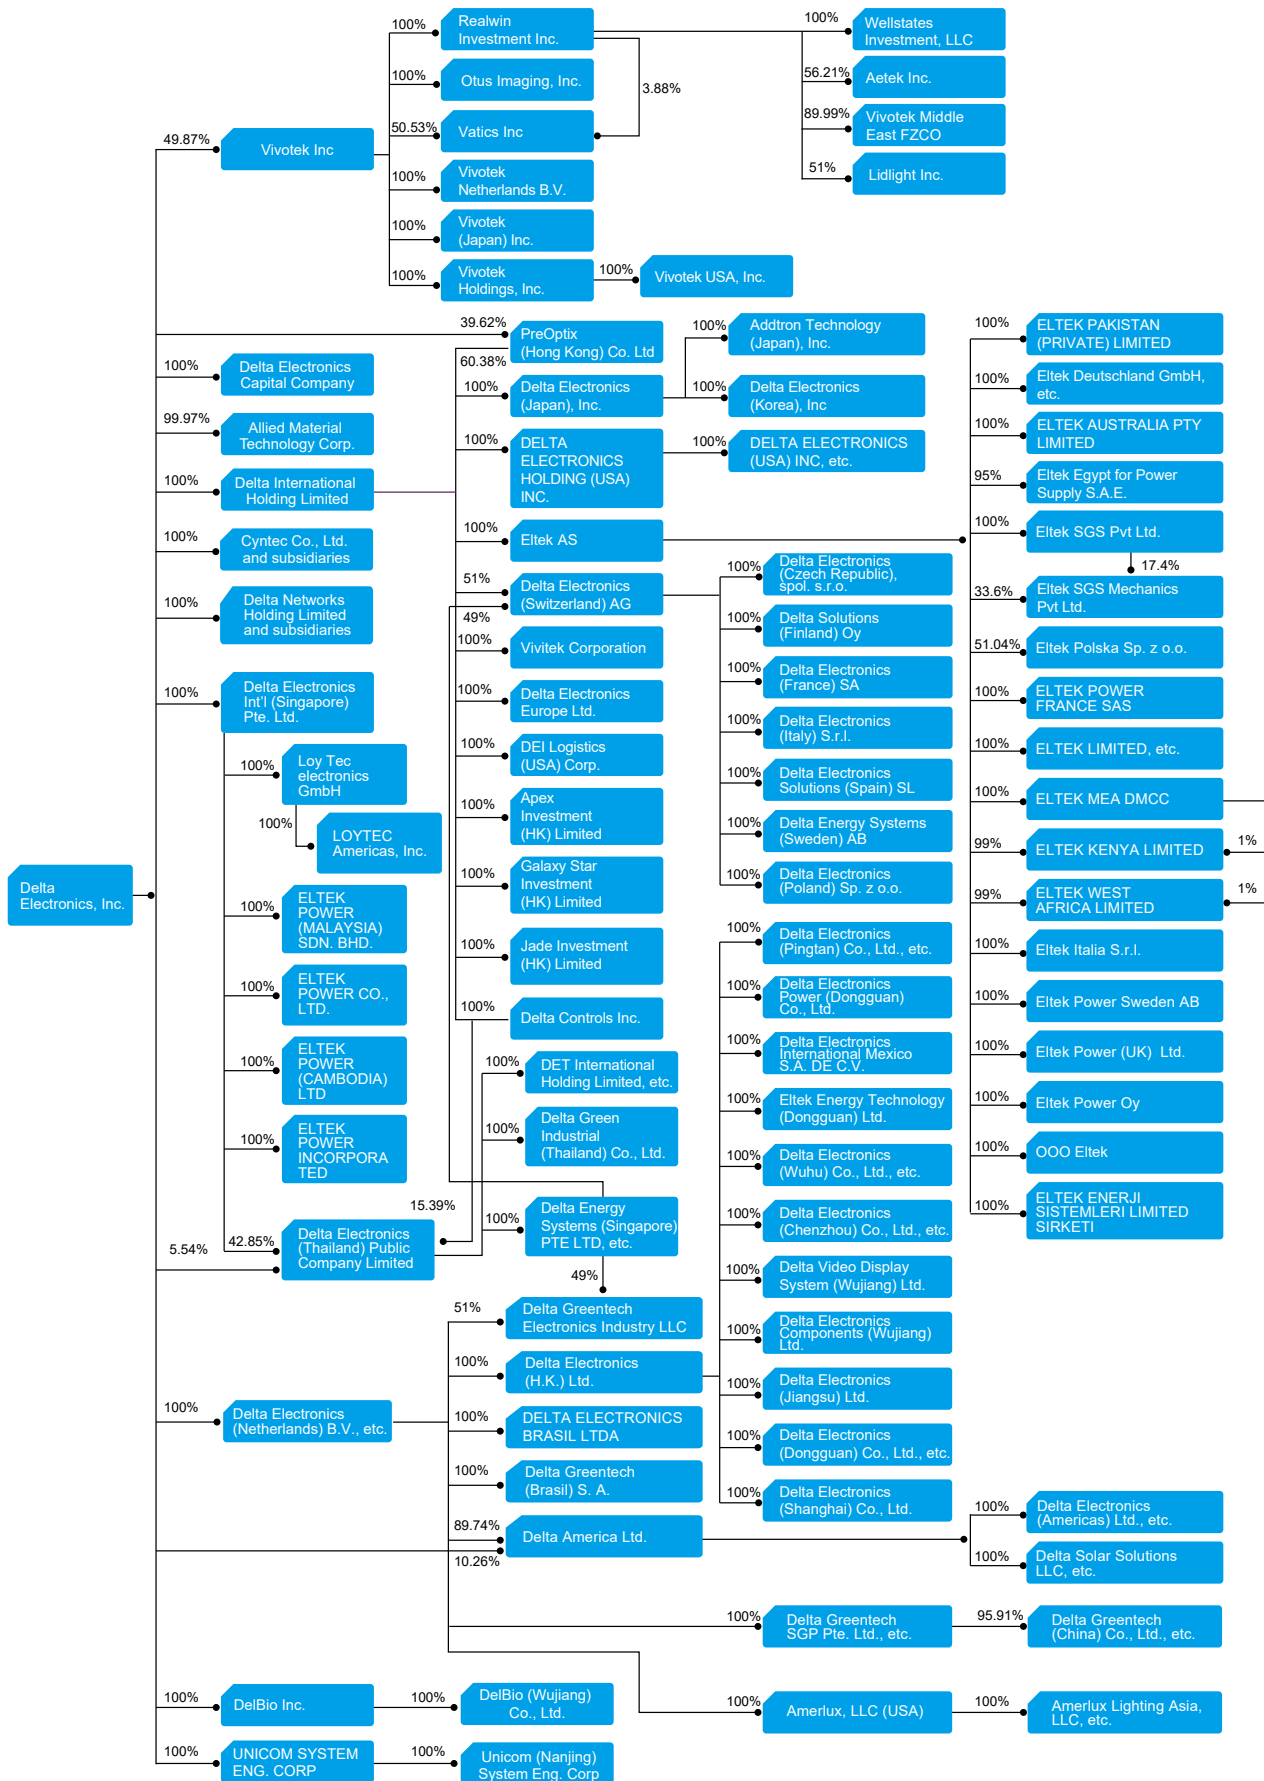 100%
Realwin
Investment Inc.
100%
Wellstates
Investment, LLC
100%
Otus Imaging, Inc.
3.88%
56.21%
Aetek Inc.
49.87%
Vivotek Inc
50.53%
Vatics Inc
89.99%
Vivotek Middle
East FZCO
100%
Vivotek
Netherlands B.V.
51%
Lidlight Inc.
100%
Vivotek
(Japan) Inc.
100%
Vivotek
Holdings, Inc.
100%
Vivotek USA, Inc.
39.62%
PreOptix
(Hong Kong) Co. Ltd
60.38%
100%
Delta Electronics
Capital Company
99.97%
Allied Material
Technology Corp.
100%
Delta International
Holding Limited
100%
Cyntec Co., Ltd.
and subsidiaries
100%
Delta Networks
Holding Limited
and subsidiaries
100%
Delta Electronics
Int'l (Singapore)
Pte. Ltd.
100%
Loy Tec
electronics
GmbH
100%
LOYTEC
Americas, Inc.
Delta
Electronics, Inc.
100%
ELTEK
POWER
(MALAYSIA)
SDN. BHD.
100%
ELTEK
POWER CO.,
LTD.
100%
ELTEK
POWER
(CAMBODIA)
LTD
100%
ELTEK
POWER
INCORPORA
TED
15.39%
42.85%
5.54%
Delta Electronics
(Thailand) Public
Company Limited
100%
Delta Electronics
(Japan), Inc.
100%
Addtron Technology
(Japan), Inc.
100%
Delta Electronics
(Korea), Inc
100%
DELTA
ELECTRONICS
HOLDING (USA)
INC.
100%
DELTA ELECTRONICS
(USA) INC, etc.
100%
Eltek AS
51%
Delta Electronics
(Switzerland) AG
49%
100%
Vivitek Corporation
100%
Delta Electronics
Europe Ltd.
100%
DEI Logistics
(USA) Corp.
100%
Apex
Investment
(HK) Limited
100%
Galaxy Star
Investment
(HK) Limited
100%
Jade Investment
(HK) Limited
100%
Delta Controls Inc.
100%
DET International
Holding Limited, etc.
100%
Delta Green
Industrial
(Thailand) Co., Ltd.
100%
Delta Energy
Systems (Singapore)
PTE LTD, etc.
49%
100%
Delta Electronics
(Czech Republic),
spol. s.r.o.
100%
Delta Solutions
(Finland) Oy
100%
Delta Electronics
(France) SA
100%
Delta Electronics
(Italy) S.r.l.
100%
Delta Electronics
Solutions (Spain) SL
100%
Delta Energy Systems
(Sweden) AB
100%
Delta Electronics
(Poland) Sp. z o.o.
100%
ELTEK PAKISTAN
(PRIVATE) LIMITED
100%
Eltek Deutschland GmbH,
etc.
100%
ELTEK AUSTRALIA PTY
LIMITED
95%
Eltek Egypt for Power
Supply S.A.E.
100%
Eltek SGS Pvt Ltd.
17.4%
33.6%
Eltek SGS Mechanics
Pvt Ltd.
51.04%
Eltek Polska Sp. z o.o.
100%
ELTEK POWER
FRANCE SAS
100%
ELTEK LIMITED, etc.
100%
ELTEK MEA DMCC
99%
ELTEK KENYA LIMITED
1%
99%
ELTEK WEST
AFRICA LIMITED
1%
100%
Eltek Italia S.r.l.
100%
Eltek Power Sweden AB
100%
Eltek Power (UK) Ltd.
100%
Eltek Power Oy
100%
OOO Eltek
100%
ELTEK ENERJI
SISTEMLERI LIMITED
SIRKETI
100%
Delta Electronics
(Netherlands) B.V., etc.
51%
Delta Greentech
Electronics Industry LLC
100%
Delta Electronics
(H.K.) Ltd.
100%
DELTA ELECTRONICS
BRASIL LTDA
100%
Delta Greentech
(Brasil) S. A.
89.74%
Delta America Ltd.
10.26%
100%
Delta Electronics
(Pingtan) Co., Ltd., etc.
100%
Delta Electronics
Power (Dongguan)
Co., Ltd.
100%
Delta Electronics
International Mexico
S.A. DE C.V.
100%
Eltek Energy Technology
(Dongguan) Ltd.
100%
Delta Electronics
(Wuhu) Co., Ltd., etc.
100%
Delta Electronics
(Chenzhou) Co., Ltd., etc.
100%
Delta Video Display
System (Wujiang) Ltd.
100%
Delta Electronics
Components (Wujiang)
Ltd.
100%
Delta Electronics
(Jiangsu) Ltd.
100%
Delta Electronics
(Dongguan) Co., Ltd., etc.
100%
Delta Electronics
(Shanghai) Co., Ltd.
100%
Delta Electronics
(Americas) Ltd., etc.
100%
Delta Solar Solutions
LLC, etc.
100%
Delta Greentech
SGP Pte. Ltd., etc.
95.91%
Delta Greentech
(China) Co., Ltd., etc.
100%
Amerlux, LLC (USA)
100%
Amerlux Lighting Asia,
LLC, etc.
100%
DelBio Inc.
100%
DelBio (Wujiang)
Co., Ltd.
100%
UNICOM SYSTEM
ENG. CORP
100%
Unicom (Nanjing)
System Eng. Corp